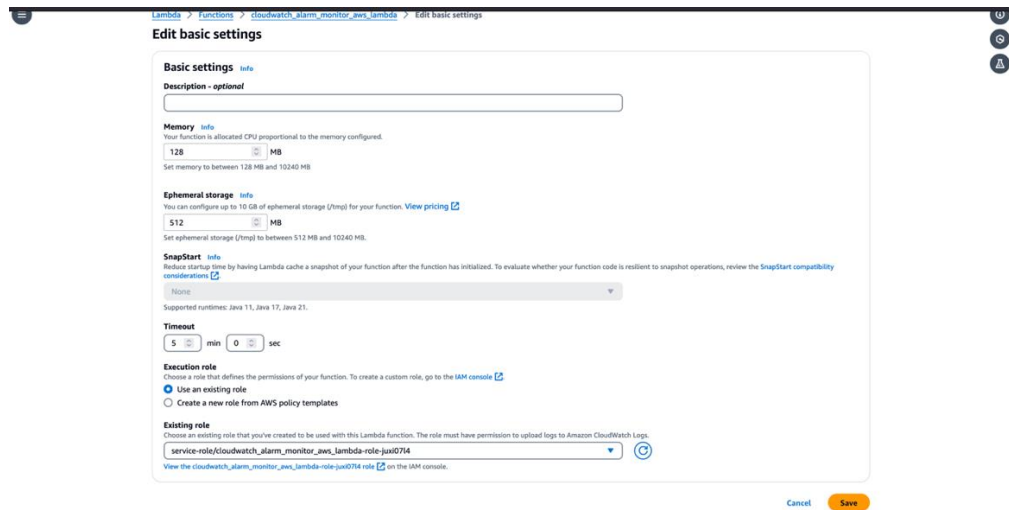 Lambda > Functions > cloudwatch_alarm_monitor_aws_lambda > Edit basic settings
Edit basic settings
Basic settings Info
Description - optional
Memory Info
Your function is allocated CPU proportional to the memory configured.
128 MB
Set memory to between 128 MB and 10240 MB
Ephemeral storage Info
You can configure up to 10 GB of ephemeral storage (/tmp) for your function. View pricing
512 MB
Set ephemeral storage (/tmp) to between 512 MB and 10240 MB.
SnapStart Info
Reduce startup time by having Lambda cache a snapshot of your function after the function has initialized. To evaluate whether your function code is resilient to snapshot operations, review the SnapStart compatibility
considerations
None
Supported runtimes: Java 11, Java 17, Java 21.
Timeout
5 min 0 sec
Execution role
Choose a role that defines the permissions of your function. To create a custom role, go to the IAM console.
Use an existing role
Create a new role from AWS policy templates
Existing role
Choose an existing role that you've created to be used with this Lambda function. The role must have permission to upload logs to Amazon CloudWatch Logs.
service-role/cloudwatch_alarm_monitor_aws_lambda-role-juxi07l4
View the cloudwatch_alarm_monitor_aws_lambda-role-juxi07l4 role on the IAM console.
Cancel Save